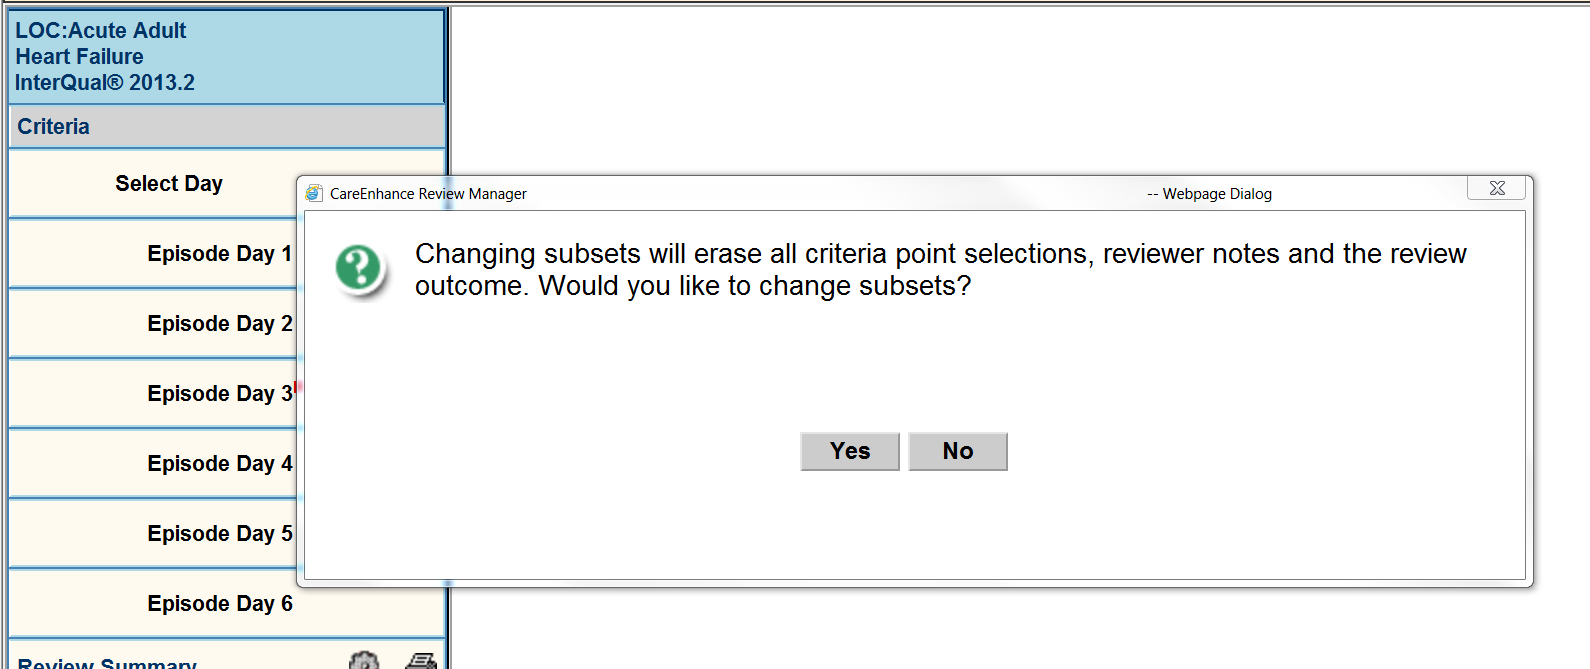 LOC:Acute Adult
Heart Failure
InterQual® 2013.2
Criteria
Select Day
Episode Day 1
Episode Day 2
Episode Day 3
Episode Day 4
Episode Day 5
Episode Day 6
Review Summary
CareEnhance Review Manager -- Webpage Dialog
Changing subsets will erase all criteria point selections, reviewer notes and the review
outcome. Would you like to change subsets?
Yes No